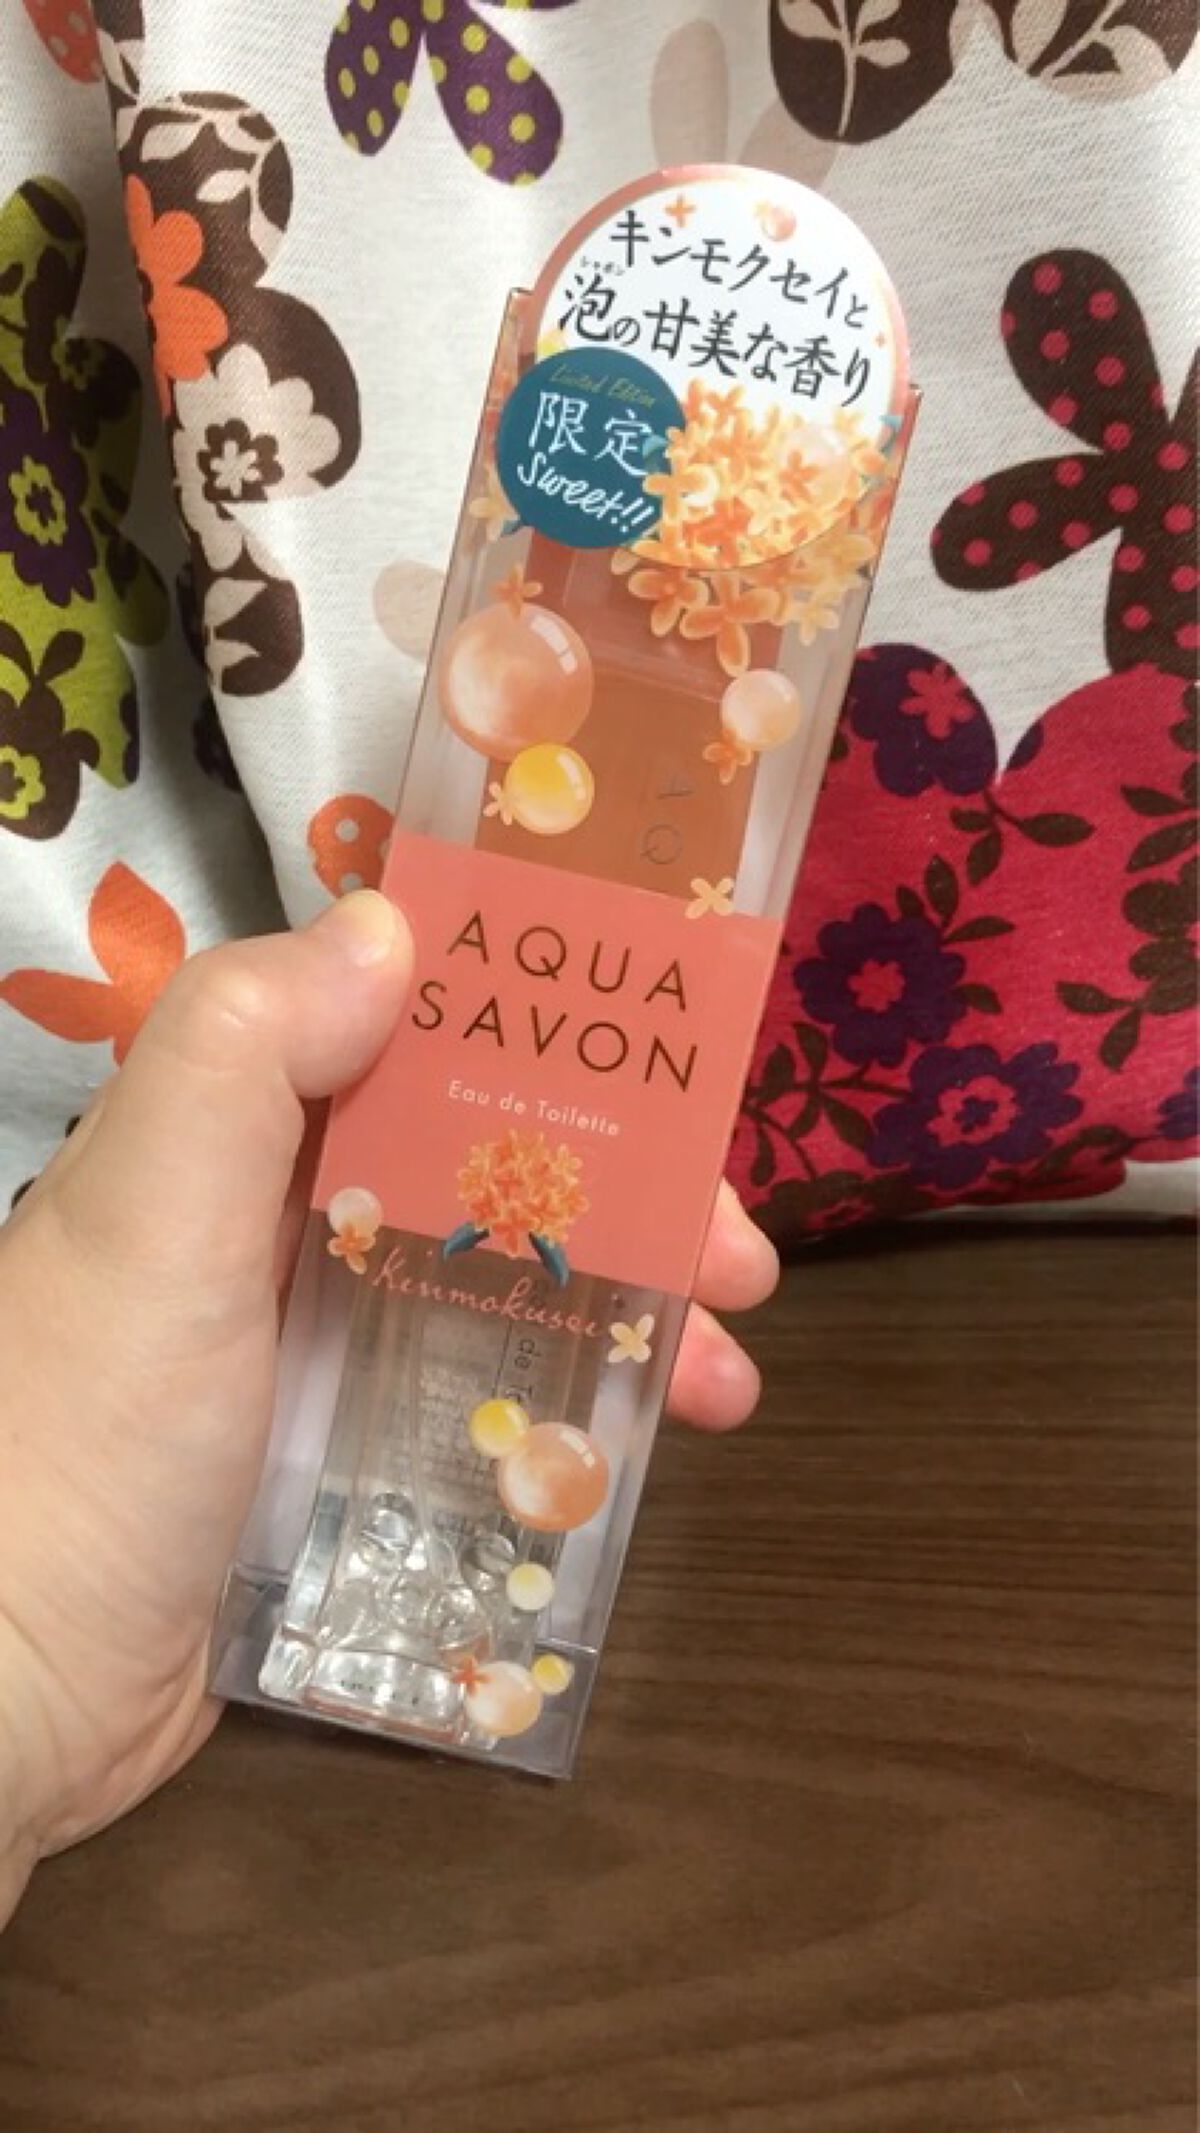 キンモクセイと
シャボン
泡の甘美な香り
Limited Edition
限定
Sweet!!
AQUA
SAVON
Eau de Toilette
Kinmokusei
de